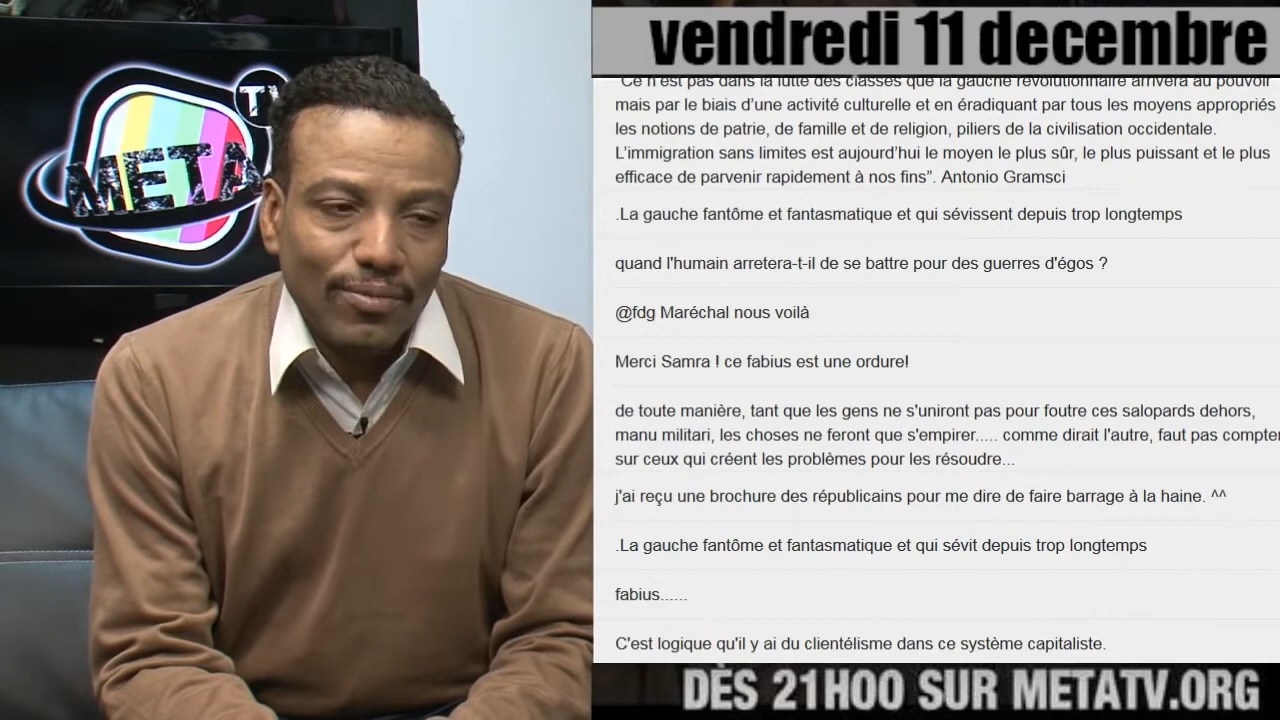 TV
META
vendredi 11 decembre
"Ce n'est pas dans la lutte des classes que la gauche révolutionnaire arrivera au pouvoir
mais par le biais d’une activité culturelle et en éradiquant par tous les moyens appropriés
les notions de patrie, de famille et de religion, piliers de la civilisation occidentale.
L’immigration sans limites est aujourd’hui le moyen le plus sûr, le plus puissant et le plus
efficace de parvenir rapidement à nos fins”. Antonio Gramsci
.La gauche fantôme et fantasmatique et qui sévissent depuis trop longtemps
quand l'humain arretera-t-il de se battre pour des guerres d'égos ?
@fdg Maréchal nous voilà
Merci Samra ! ce fabius est une ordure!
de toute manière, tant que les gens ne s'uniront pas pour foutre ces salopards dehors,
manu militari, les choses ne feront que s'empirer..... comme dirait l'autre, faut pas compter
sur ceux qui créent les problèmes pour les résoudre...
j'ai reçu une brochure des républicains pour me dire de faire barrage à la haine. ^^
.La gauche fantôme et fantasmatique et qui sévit depuis trop longtemps
fabius......
C'est logique qu'il y ai du clientélisme dans ce système capitaliste.
DÈS 21H00 SUR METATV.ORG